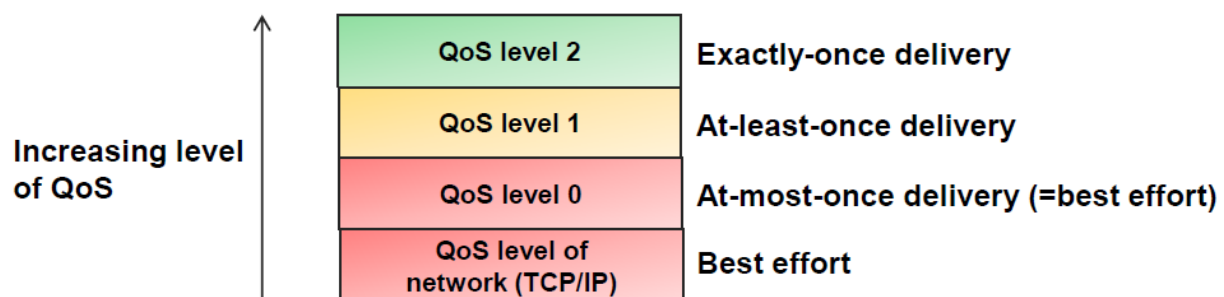 QoS level 2
Exactly-once delivery
QoS level 1
At-least-once delivery
Increasing level
of QoS
QoS level 0
At-most-once delivery (=best effort)
QoS level of
network (TCP/IP)
Best effort